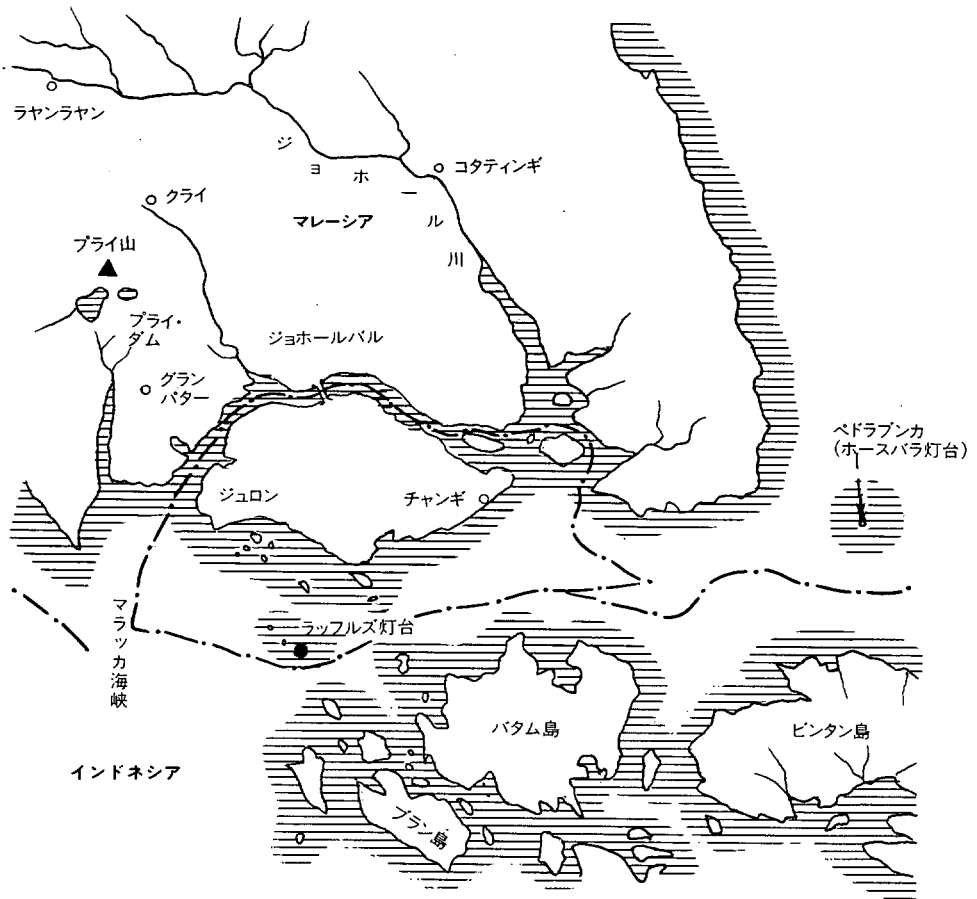 ラヤンラヤン
ジョホール川
コタティンギ
クライ
マレーシア
プライ山
プライ・
ダム
ジョホールバル
グラン
パター
ペドラブンカ
(ホースバラ灯台)
ジュロン
チャンギ
マラッカ海峡
ラッフルズ灯台
バタム島
ビンタン島
インドネシア
ブラン島